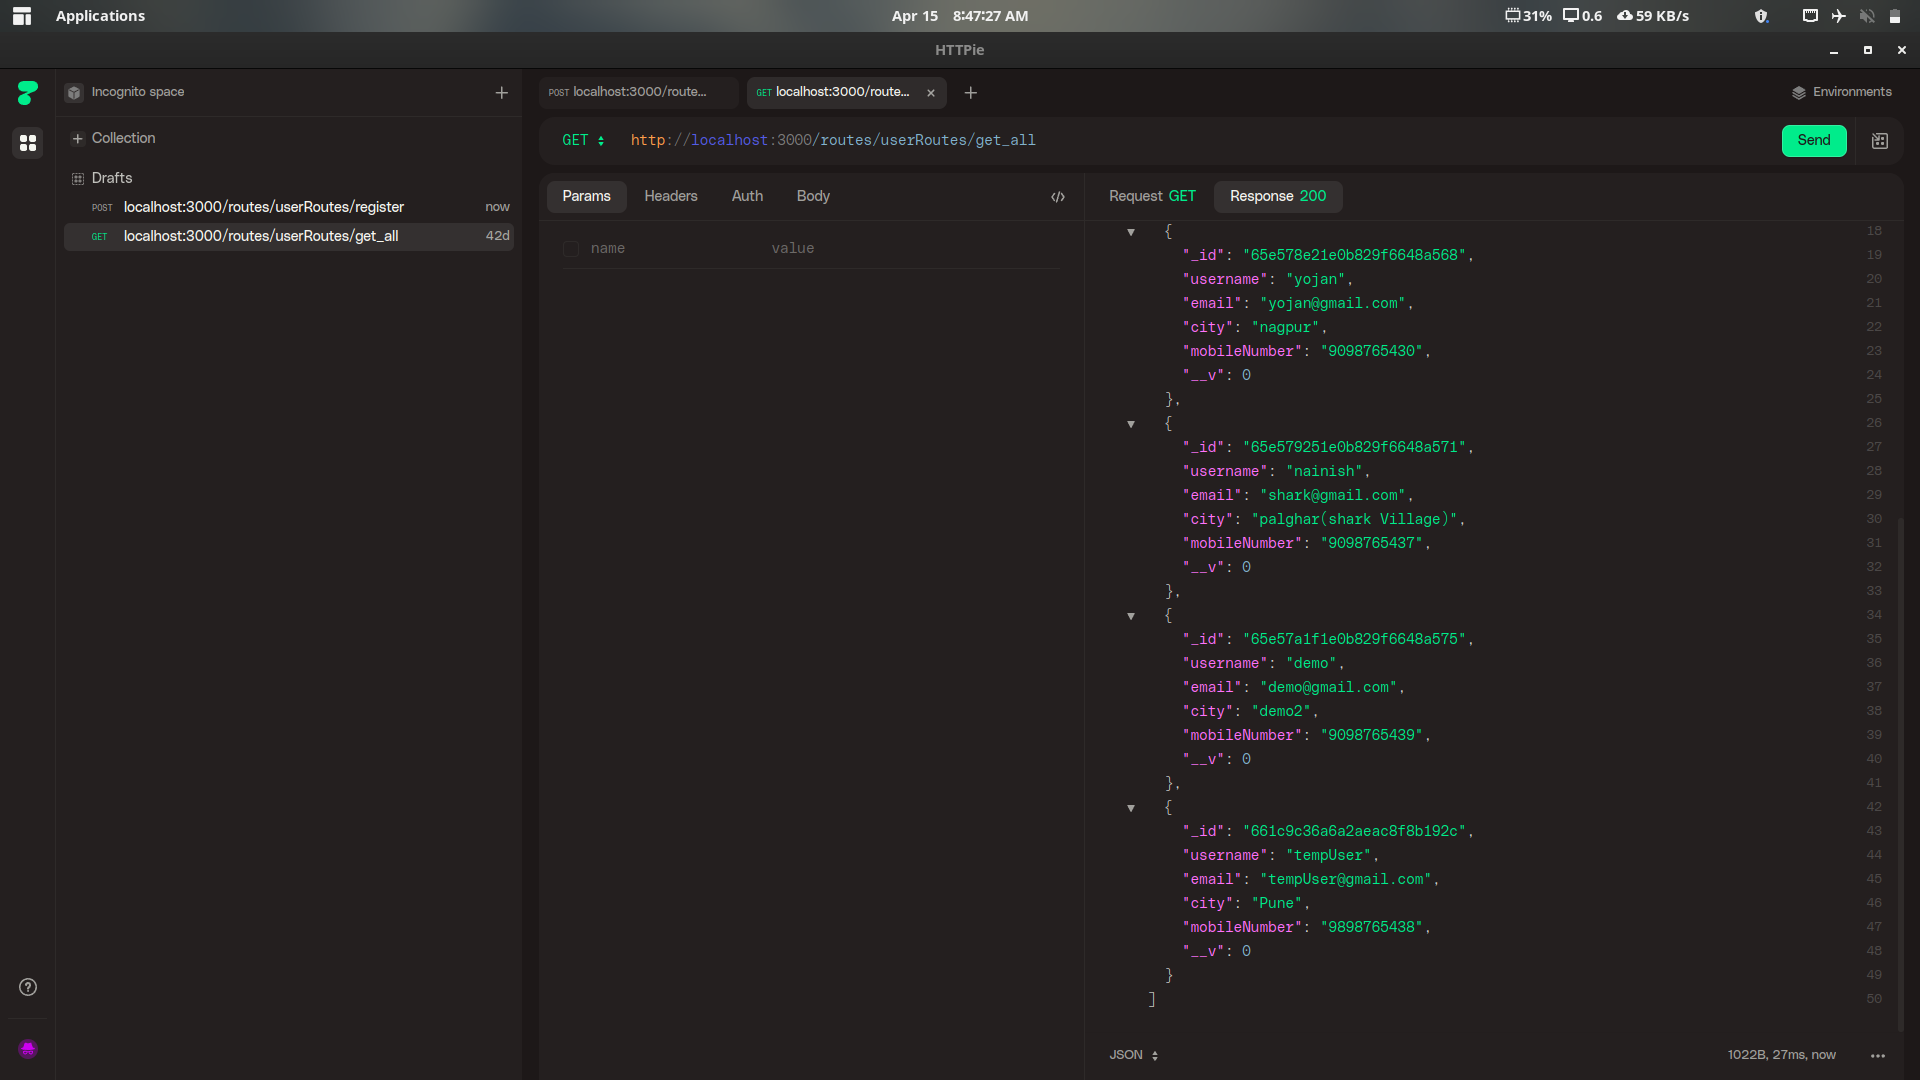 Applications
Apr 15 8:47:27 AM
31% 0.6 59 KB/s
HTTPie
Incognito space
POST localhost:3000/route...
GET localhost:3000/route...
Environments
Collection
GET http://localhost:3000/routes/userRoutes/get_all
Send
Drafts
POST localhost:3000/routes/userRoutes/register now
GET localhost:3000/routes/userRoutes/get_all 42d
Params Headers Auth Body
name value
Request GET Response 200
{ 18
"_id": "65e578e21e0b829f6648a568", 19
"username": "yojan", 20
"email": "yojan@gmail.com", 21
"city": "nagpur", 22
"mobileNumber": "9098765430", 23
"__v": 0 24
}, 25
{ 26
"_id": "65e579251e0b829f6648a571", 27
"username": "nainish", 28
"email": "shark@gmail.com", 29
"city": "palghar(shark Village)", 30
"mobileNumber": "9098765437", 31
"__v": 0 32
}, 33
{ 34
"_id": "65e57a1f1e0b829f6648a575", 35
"username": "demo", 36
"email": "demo@gmail.com", 37
"city": "demo2", 38
"mobileNumber": "9098765439", 39
"__v": 0 40
}, 41
{ 42
"_id": "661c9c36a6a2aeac8f8b192c", 43
"username": "tempUser", 44
"email": "tempUser@gmail.com", 45
"city": "Pune", 46
"mobileNumber": "9898765438", 47
"__v": 0 48
} 49
] 50
JSON
1022B, 27ms, now